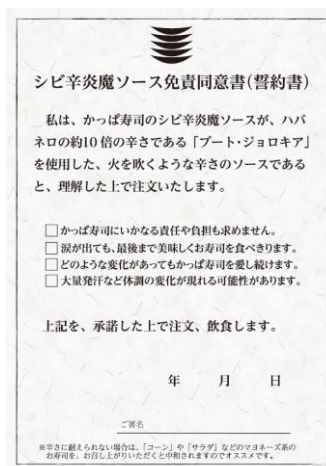 シビ辛炎魔ソース免責同意書(誓約書)
私は、かっぱ寿司のシビ辛炎魔ソースが、ハバ
ネロの約10倍の辛さである「ブート・ジョロキア」
を使用した、火を吹くような辛さのソースである
と、理解した上で注文いたします。
□かっぱ寿司にいかなる責任や負担も求めません。
□涙が出ても、最後まで美味しくお寿司を食べきります。
□どのような変化があってもかっぱ寿司を愛し続けます。
□大量発汗など体調の変化が現れる可能性があります。
上記を、承諾した上で注文、飲食します。
年 月 日
ご署名
※辛さに耐えられない場合は、「コーン」や「サラダ」などのマヨネーズ系の
お寿司を、お召し上がりいただくと中和されますのでオススメです。